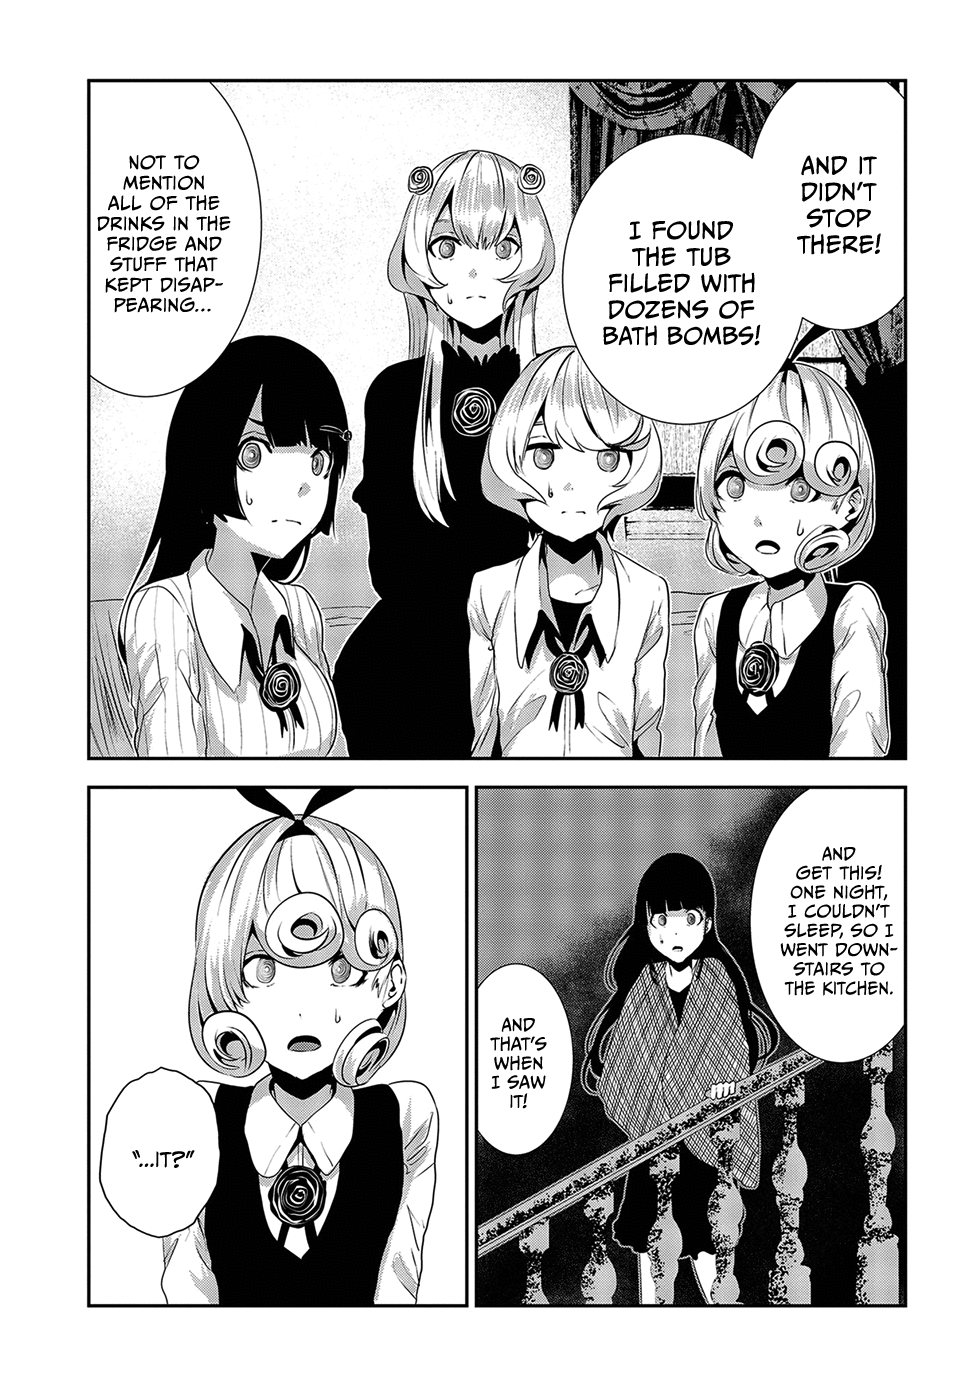 AND IT
DIDN'T
STOP
THERE!
I FOUND
THE TUB
FILLED WITH
DOZENS OF
BATH BOMBS!
NOT TO
MENTION
ALL OF THE
DRINKS IN THE
FRIDGE AND
STUFF THAT
KEPT DISAP-
PEARING...
AND
GET THIS!
ONE NIGHT,
I COULDN'T
SLEEP, SO I
WENT DOWN-
STAIRS TO
THE KITCHEN.
AND
THAT'S
WHEN
I SAW
IT!
"...IT?"